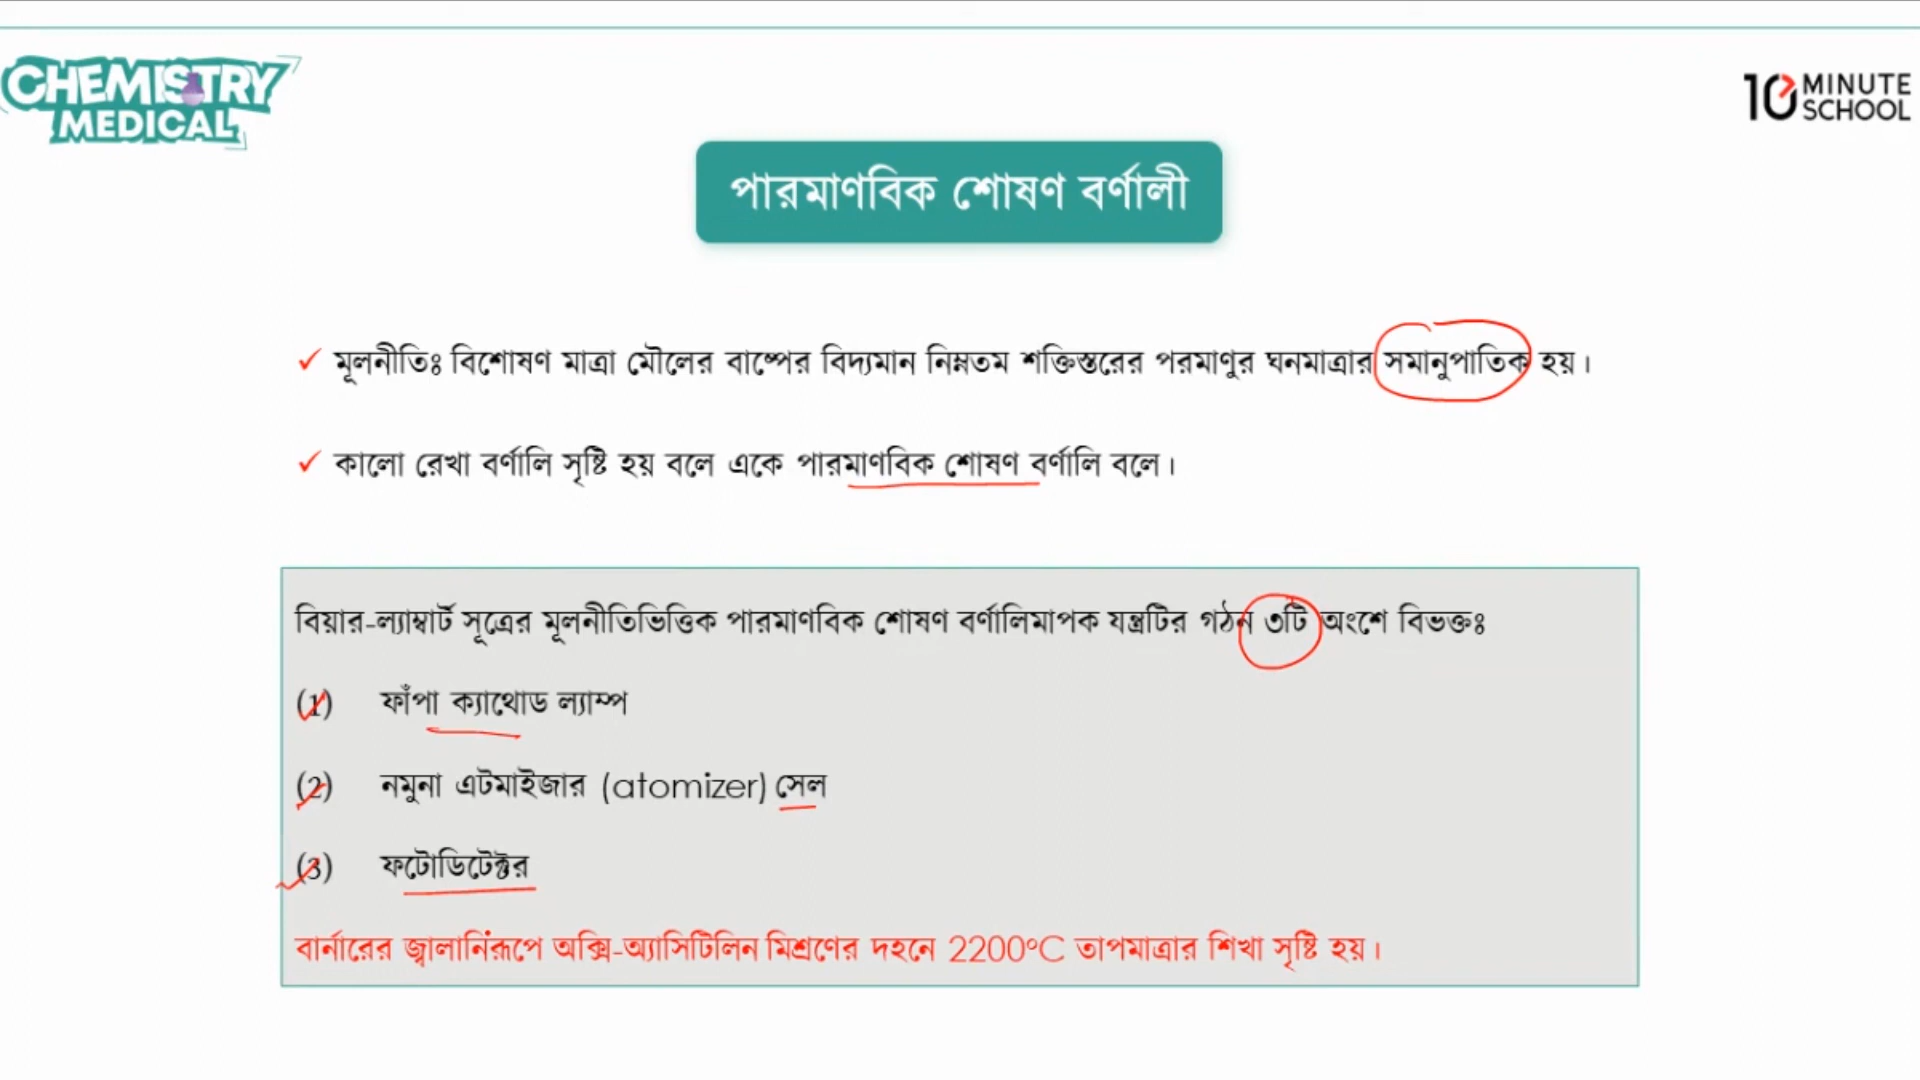 CHEMISTRY
MEDICAL
10 MINUTE
SCHOOL
পারমাণবিক শোষণ বর্ণালী
✓ মূলনীতিঃ বিশোষণ মাত্রা মৌলের বাষ্পের বিদ্যমান নিম্নতম শক্তিস্তরের পরমাণুর ঘনমাত্রার সমানুপাতিক হয়।
✓ কালো রেখা বর্ণালি সৃষ্টি হয় বলে একে পারমাণবিক শোষণ বর্ণালি বলে।
বিয়ার-ল্যাম্বার্ট সূত্রের মূলনীতিভিত্তিক পারমাণবিক শোষণ বর্ণালিমাপক যন্ত্রটির গঠন ৩টি অংশে বিভক্তঃ
(1) ফাঁপা ক্যাথোড ল্যাম্প
(2) নমুনা এটমাইজার (atomizer) সেল
(3) ফটোডিটেক্টর
বার্নারের জ্বালানিরূপে অক্সি-অ্যাসিটিলিন মিশ্রণের দহনে 2200°C তাপমাত্রার শিখা সৃষ্টি হয়।